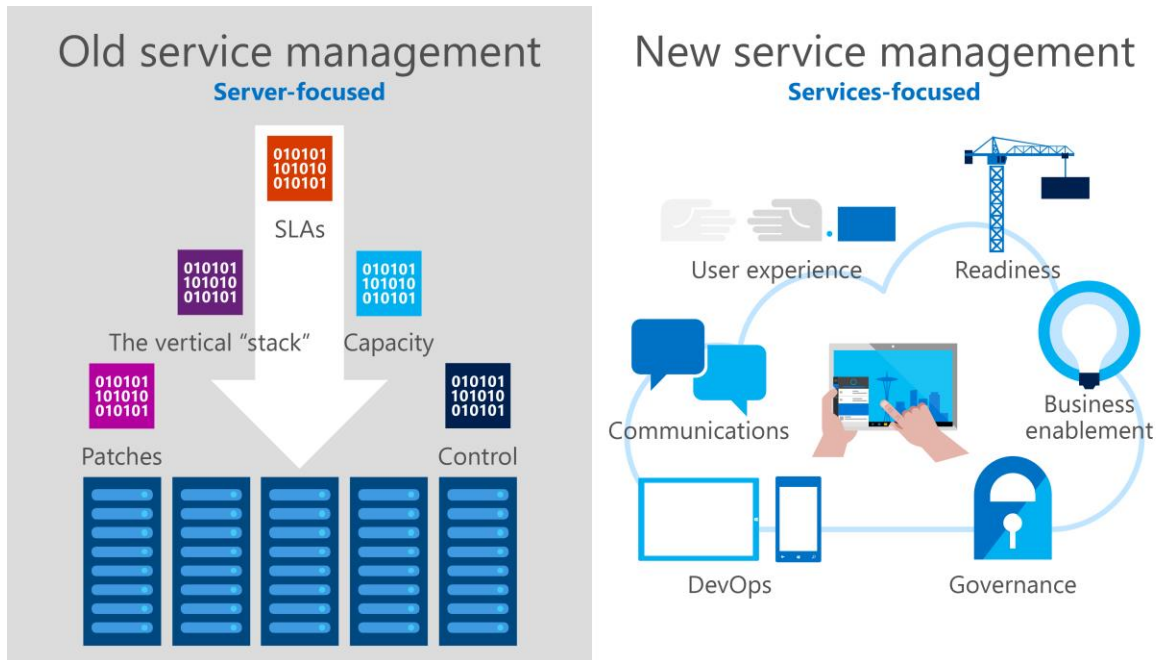 Old service management
Server-focused
010101
101010
010101
SLAs
010101
101010
010101
The vertical “stack”
010101
101010
010101
Capacity
010101
101010
010101
Patches
010101
101010
010101
Control
New service management
Services-focused
User experience
Readiness
Communications
Business
enablement
DevOps
Governance